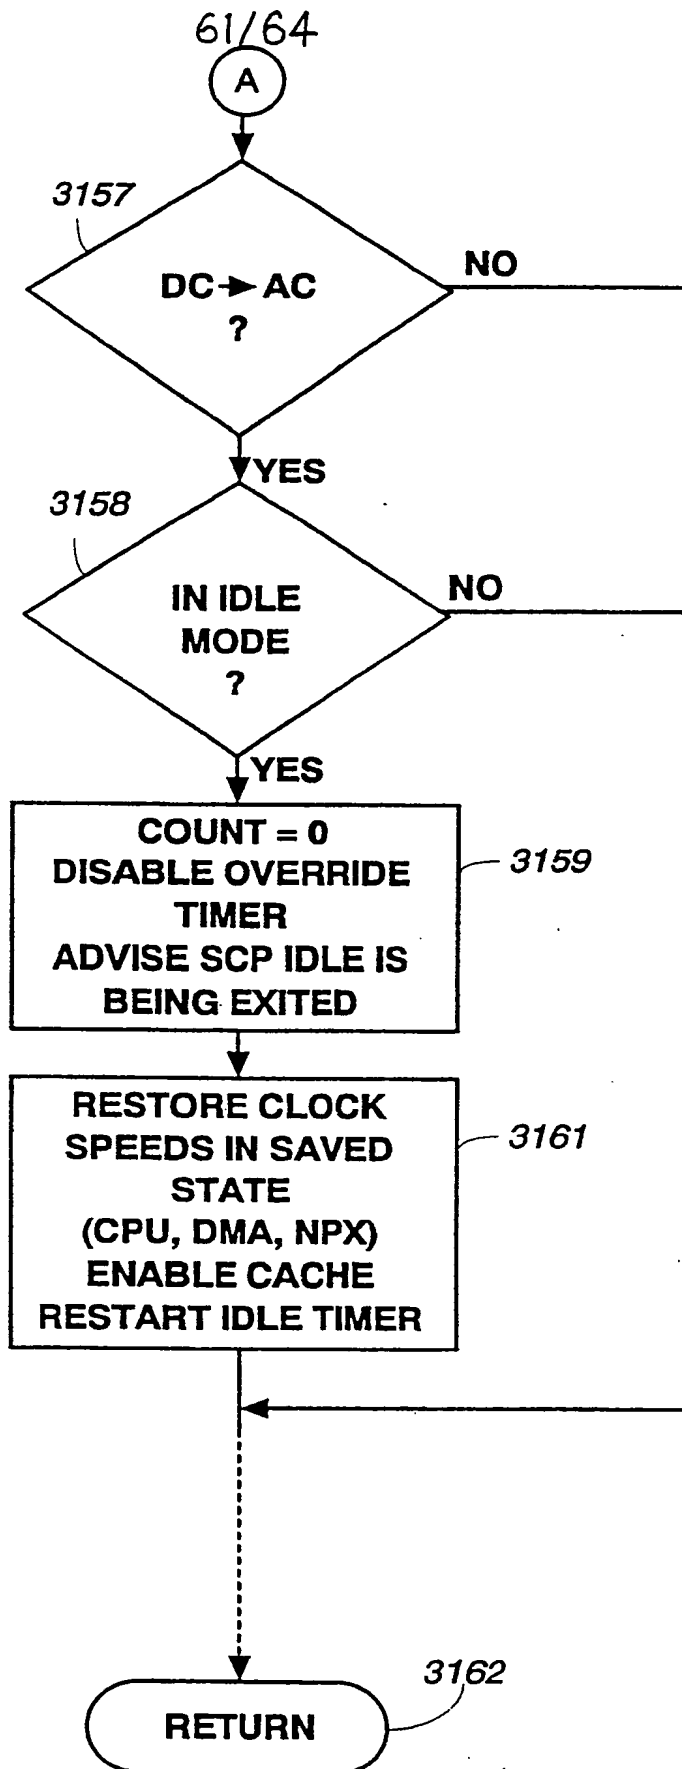 61/64
A
3157
DC→AC
?
NO
YES
3158
IN IDLE
MODE
?
NO
YES
COUNT = 0
DISABLE OVERRIDE
TIMER
ADVISE SCP IDLE IS
BEING EXITED
3159
RESTORE CLOCK
SPEEDS IN SAVED
STATE
(CPU, DMA, NPX)
ENABLE CACHE
RESTART IDLE TIMER
3161
3162
RETURN